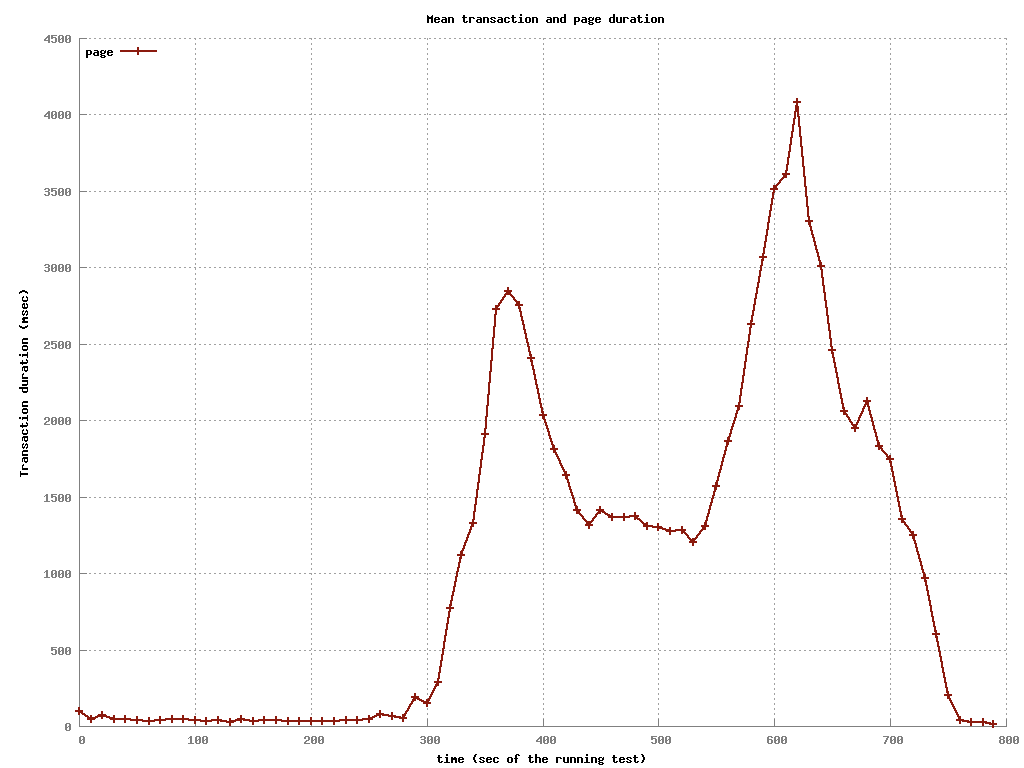 Mean transaction and page duration
4500
page
4000
3500
3000
2500
2000
1500
1000
500
0
Transaction duration (msec)
0 100 200 300 400 500 600 700 800
time (sec of the running test)